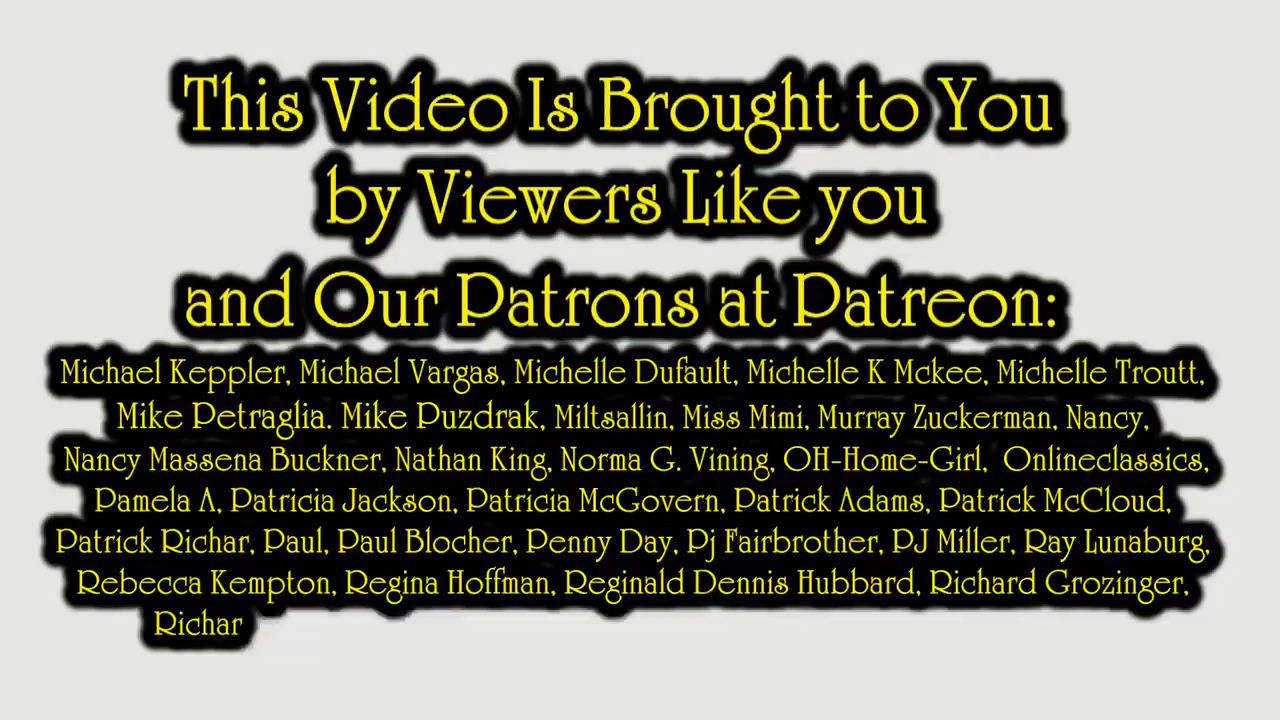 This Video Is Brought to You
by Viewers Like you
and Our Patrons at Patreon:
Michael Keppler, Michael Vargas, Michelle Dufault, Michelle K Mckee, Michelle Troutt,
Mike Petraglia. Mike Puzdrak, Miltsallin, Miss Mimi, Murray Zuckerman, Nancy,
Nancy Massena Buckner, Nathan King, Norma G. Vining, OH-Home-Girl, Onlineclassics,
Pamela A, Patricia Jackson, Patricia McGovern, Patrick Adams, Patrick McCloud,
Patrick Richar, Paul, Paul Blocher, Penny Day, Pj Fairbrother, PJ Miller, Ray Lunaburg,
Rebecca Kempton, Regina Hoffman, Reginald Dennis Hubbard, Richard Grozinger,
Richar